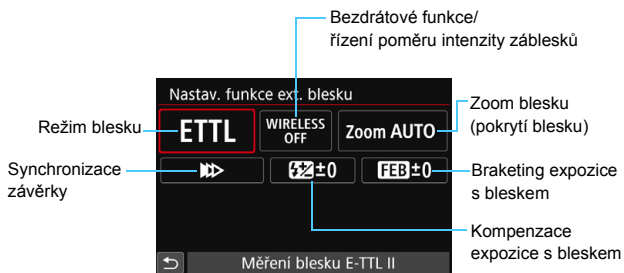 Bezdrátové funkce/
řízení poměru intenzity záblesků
Nastav. funkce ext. blesku
Režim blesku
ETTL
WIRELESS
OFF
Zoom AUTO
Zoom blesku
(pokrytí blesku)
Synchronizace
závěrky
±0
FEB±0
Braketing expozice
s bleskem
Kompenzace
expozice s bleskem
Měření blesku E-TTL II